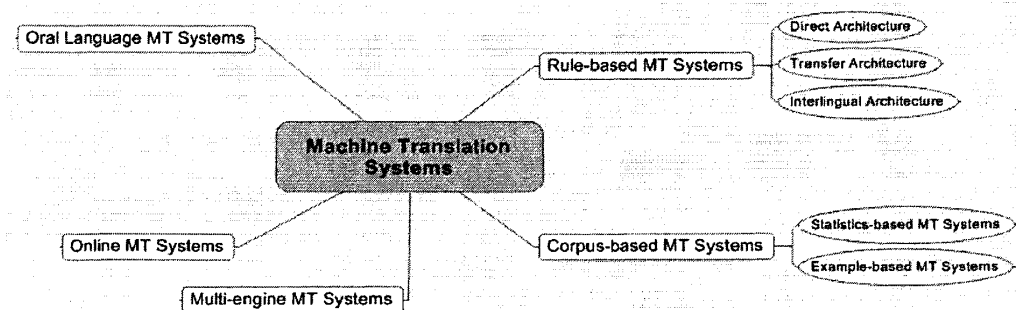 Oral Language MT Systems
Direct Architecture
Rule-based MT Systems
Transfer Architecture
Interlingual Architecture
Machine Translation
Systems
Online MT Systems
Corpus-based MT Systems
Statistics-based MT Systems
Example-based MT Systems
Multi-engine MT Systems